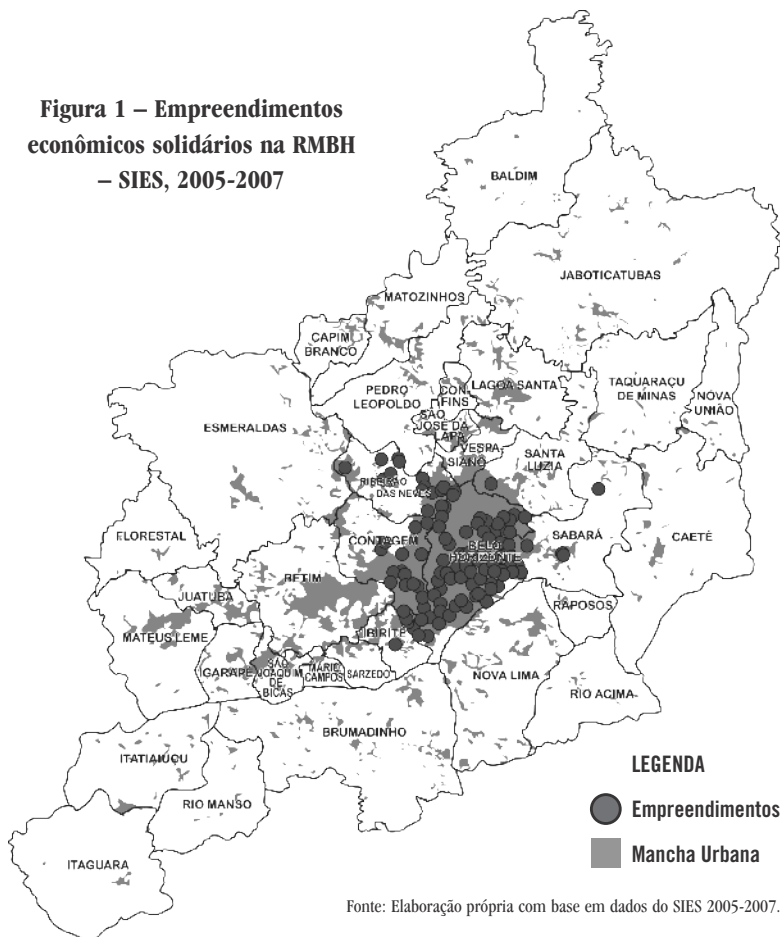 Figura 1 – Empreendimentos
econômicos solidários na RMBH
– SIES, 2005-2007
BALDIM
JABOTICATUBAS
MATOZINHOS
CAPIM
BRANCO
PEDRO
LEOPOLDO
CON-
FINS
LAGOA SANTA
TAQUARAÇU
DE MINAS
NOVA
UNIÃO
ESMERALDAS
SÃO
JOSÉ DA
LAPA
VESPA-
SIANO
SANTA
LUZIA
RIBEIRÃO
DAS NEVES
FLORESTAL
CONTAGEM
BELO
HORIZONTE
SABARÁ
CAETÉ
BETIM
JUATUBA
MATEUS LEME
RAPOSOS
IBIRITÉ
IGARAPÉ
SÃO
JOAQUIM
DE
BICAS
MÁRIO
CAMPOS
SARZEDO
NOVA LIMA
RIO ACIMA
BRUMADINHO
ITATIAIUÇU
RIO MANSO
ITAGUARA
LEGENDA
Empreendimentos
Mancha Urbana
Fonte: Elaboração própria com base em dados do SIES 2005-2007.